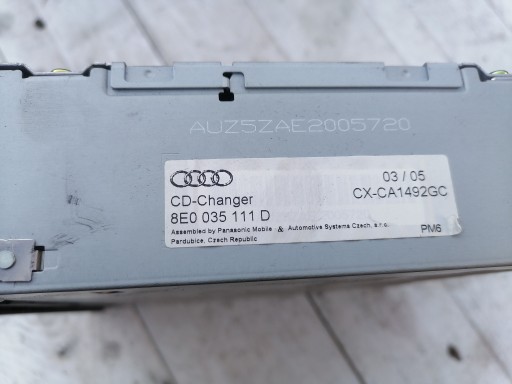 AUZ5ZAE2005720
03 / 05
CD-Changer CX-CA1492GC
8E0 035 111 D
Assembled by Panasonic Mobile & Automotive Systems Czech, s.r.o.
Pardubice, Czech Republic PM6